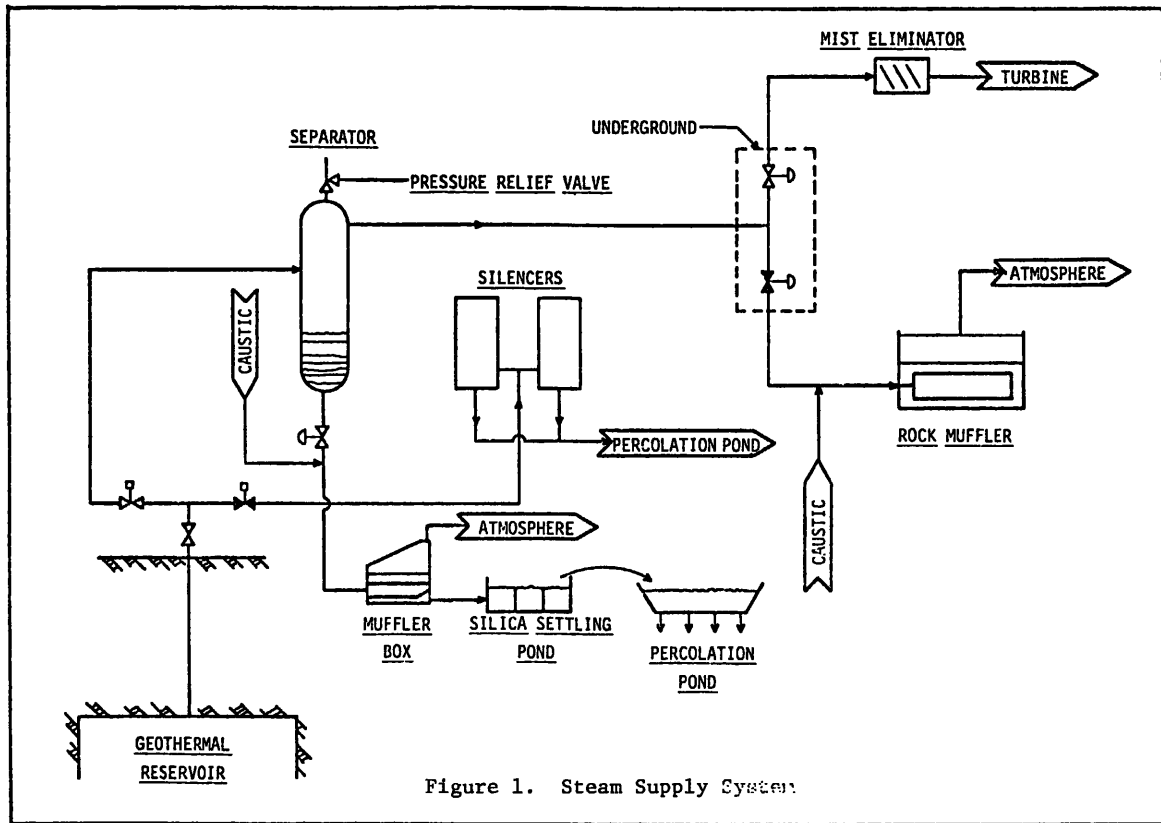 MIST ELIMINATOR
TURBINE
UNDERGROUND
SEPARATOR
PRESSURE RELIEF VALVE
SILENCERS
ATMOSPHERE
CAUSTIC
PERCOLATION POND
ROCK MUFFLER
CAUSTIC
ATMOSPHERE
MUFFLER
BOX
SILICA SETTLING
POND
PERCOLATION
POND
GEOTHERMAL
RESERVOIR
Figure 1. Steam Supply System